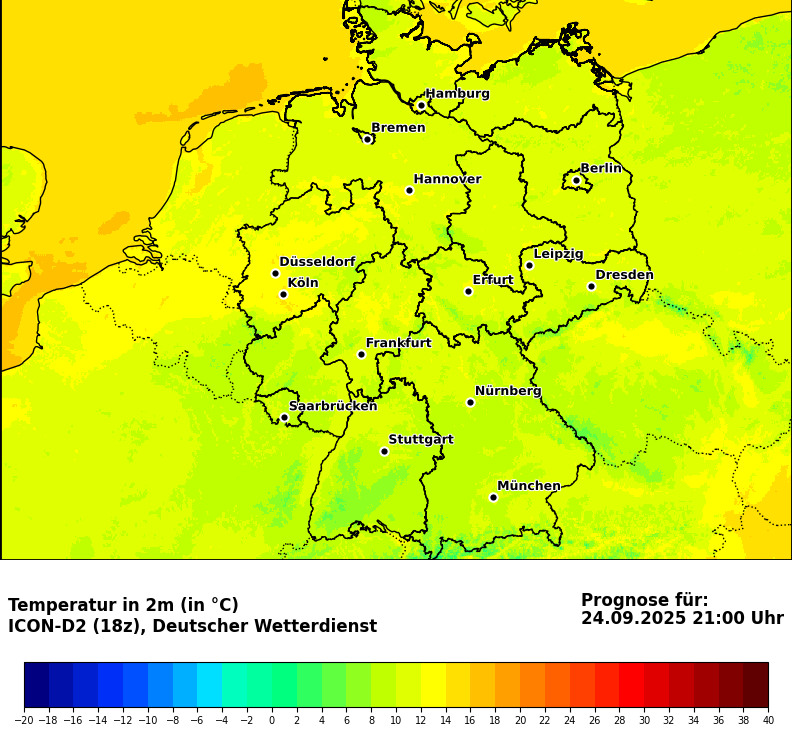 Hamburg
Bremen
Berlin
Hannover
Leipzig
Düsseldorf
Dresden
Köln
Erfurt
Frankfurt
Nürnberg
Saarbrücken
Stuttgart
München
Temperatur in 2m (in °C)
ICON-D2 (18z), Deutscher Wetterdienst
Prognose für:
24.09.2025 21:00 Uhr
−20 −18 −16 −14 −12 −10 −8 −6 −4 −2 0 2 4 6 8 10 12 14 16 18 20 22 24 26 28 30 32 34 36 38 40